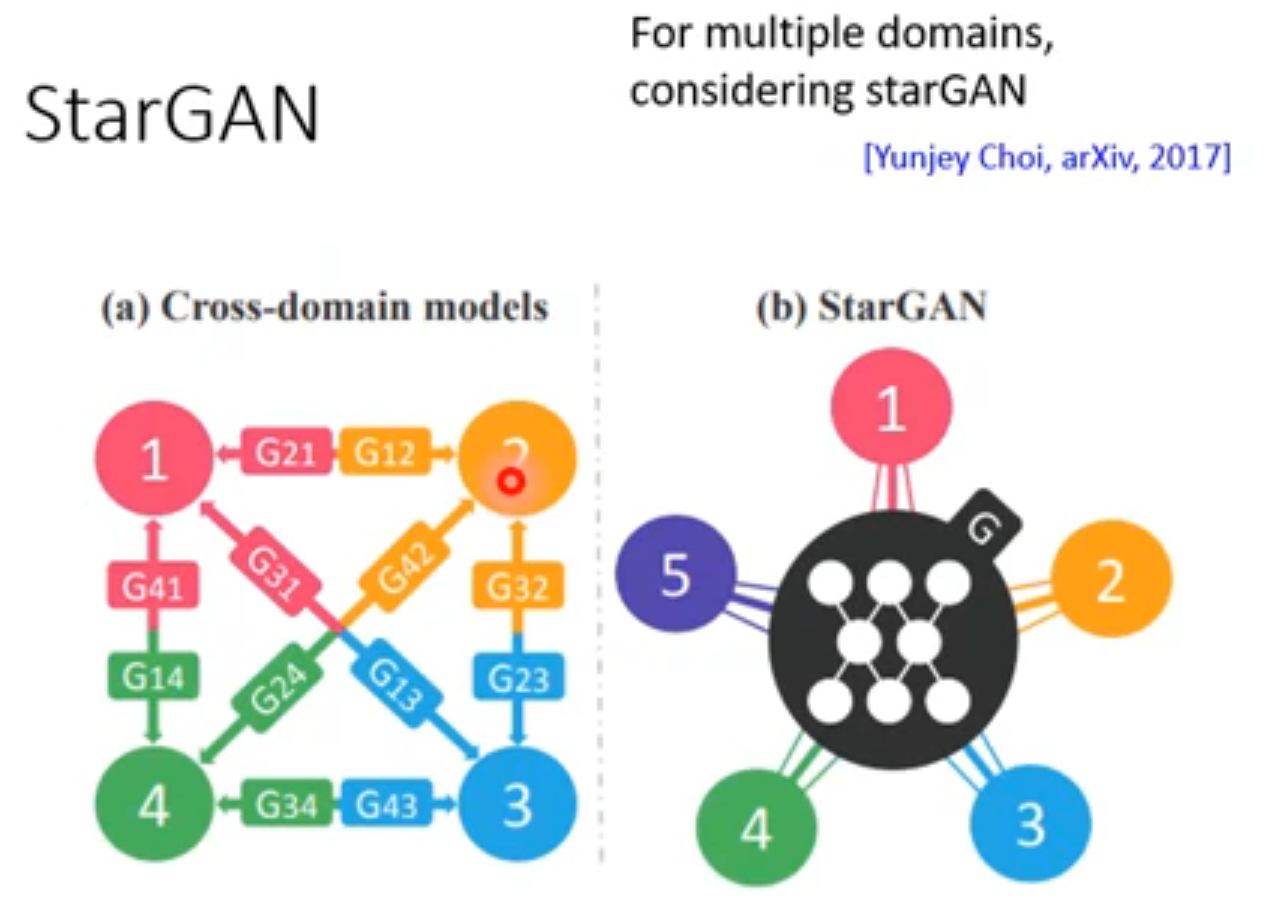 StarGAN
For multiple domains,
considering starGAN
[Yunjey Choi, arXiv, 2017]
(a) Cross-domain models
1
G21
G12
2
G41
G31
G42
G32
G14
G24
G13
G23
4
G34
G43
3
(b) StarGAN
1
G
5
2
4
3